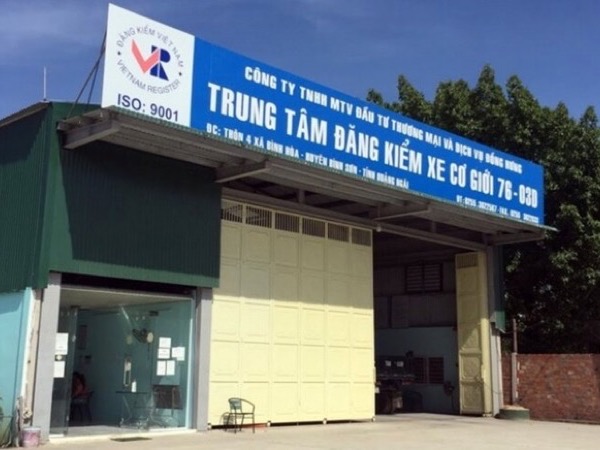 ĐĂNG KIỂM VIỆT NAM
VR
VIETNAM REGISTER
ISO: 9001
CÔNG TY TNHH MTV ĐẦU TƯ THƯƠNG MẠI VÀ DỊCH VỤ ĐỒNG HƯNG
TRUNG TÂM ĐĂNG KIỂM XE CƠ GIỚI 76-03D
ĐC: THÔN 4 XÃ BÌNH HÒA - HUYỆN BÌNH SƠN - TỈNH QUẢNG NGÃI